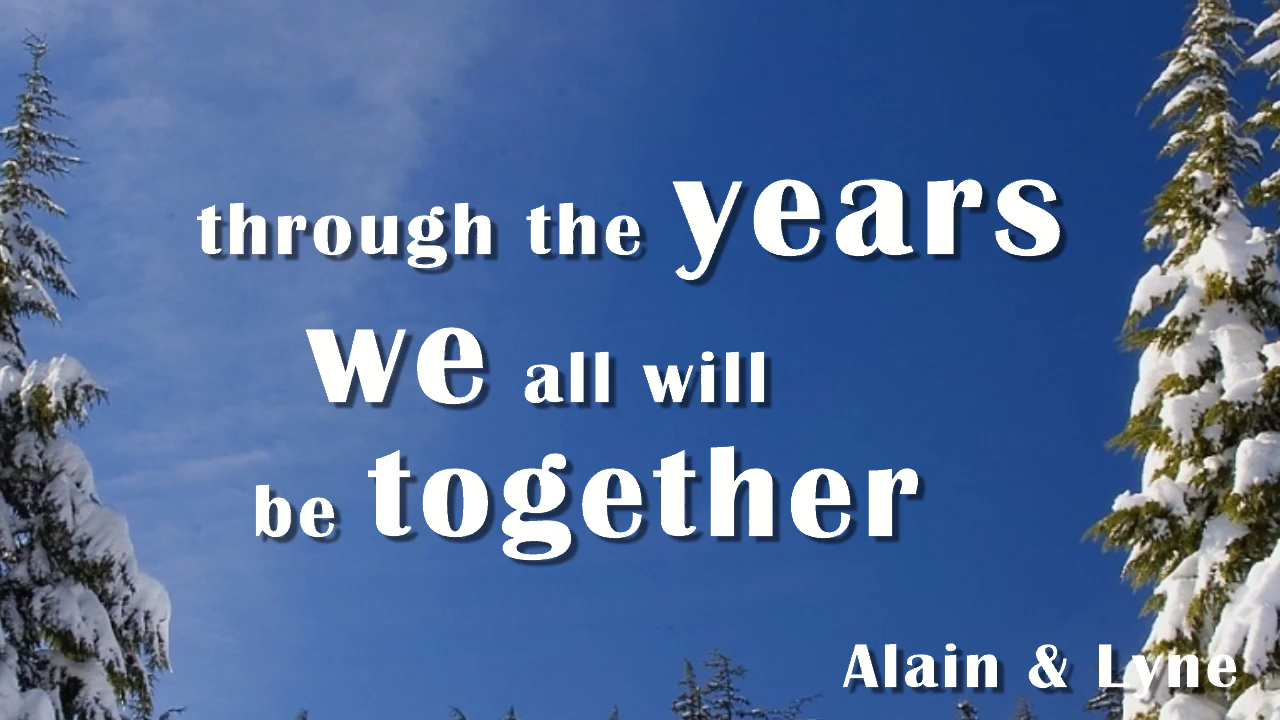 through the years
we all will
be together
Alain & Lyne